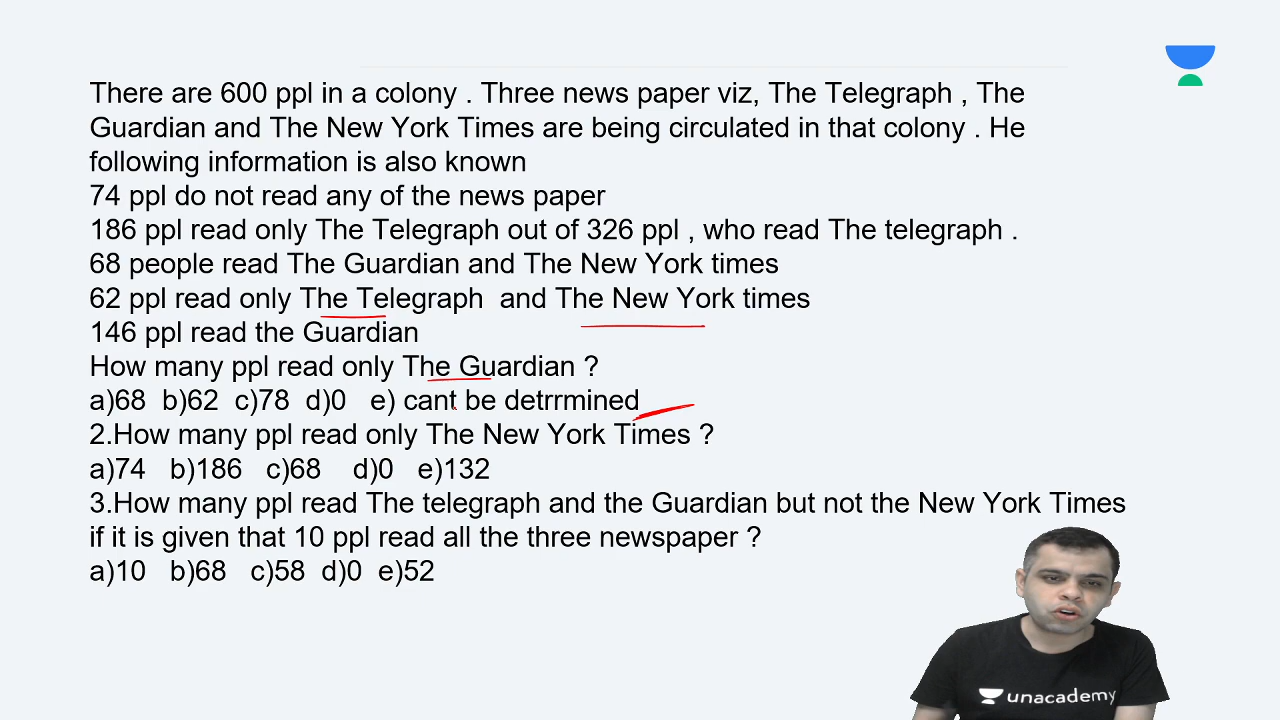 There are 600 ppl in a colony . Three news paper viz, The Telegraph , The
Guardian and The New York Times are being circulated in that colony . He
following information is also known
74 ppl do not read any of the news paper
186 ppl read only The Telegraph out of 326 ppl , who read The telegraph .
68 people read The Guardian and The New York times
62 ppl read only The Telegraph  and The New York times
146 ppl read the Guardian
How many ppl read only The Guardian ?
a)68  b)62  c)78  d)0   e) cant be detrrmined
2.How many ppl read only The New York Times ?
a)74   b)186   c)68    d)0   e)132
3.How many ppl read The telegraph and the Guardian but not the New York Times
if it is given that 10 ppl read all the three newspaper ?
a)10   b)68   c)58  d)0  e)52
unacademy